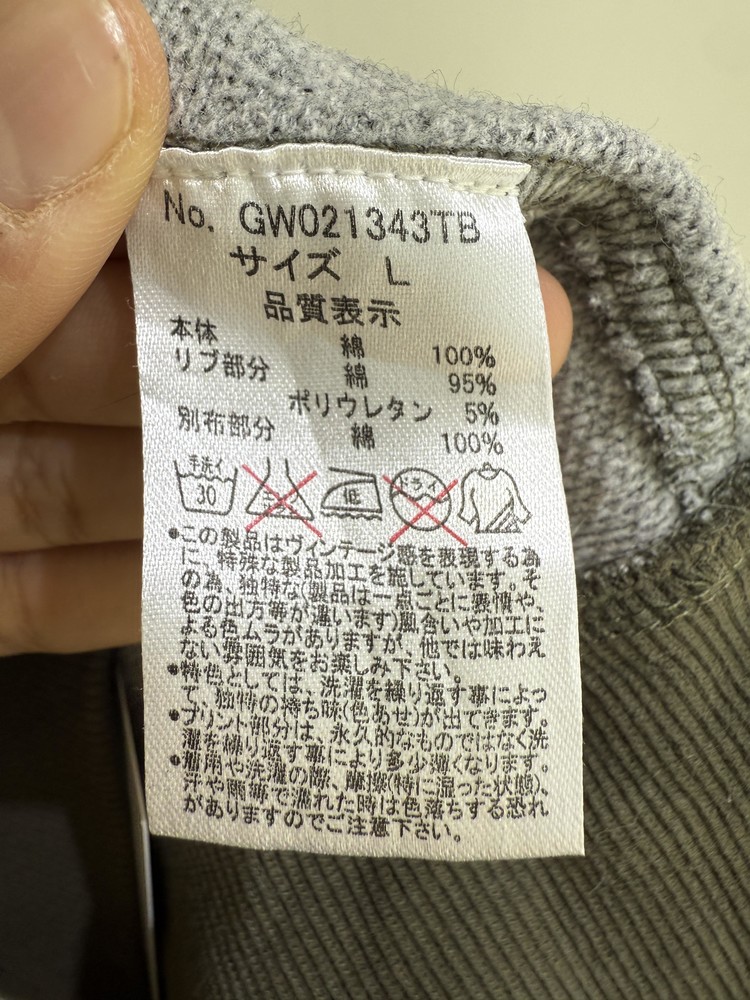 No. GW021343TB
サイズ L
品質表示
本体 綿 100%
リブ部分 綿 95%
ポリウレタン 5%
別布部分 綿 100%
手洗イ 30 エンソ 低 ドライ
•この製品はヴィンテージ感を表現する為
に、特殊な製品加工を施しています。そ
の為、独特な(製品は一点ごとに表情や、
色の出方等が違います)風合いや加工に
よる色ムラがありますが、他では味わえ
ない雰囲気をお楽しみ下さい。
•特色としては、洗濯を繰り返す事によっ
て、独特の持ち味(色あせ)が出てきます。
•プリント部分は、永久的なものではなく洗
濯を繰り返す事により多少薄くなります。
•着用や洗濯の際、摩擦(特に湿った状態)、
汗や雨等で濡れた時は色落ちする恐れ
がありますのでご注意下さい。